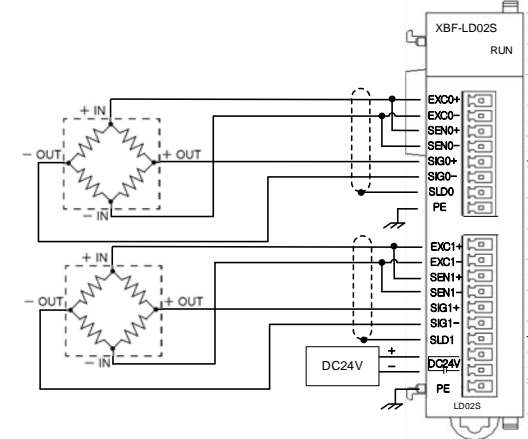 XBF-LD02S
RUN
+ IN
− OUT
+ OUT
− IN
EXC0+
EXC0−
SEN0+
SEN0−
SIG0+
SIG0−
SLD0
PE
+ IN
− OUT
+ OUT
− IN
EXC1+
EXC1−
SEN1+
SEN1−
SIG1+
SIG1−
SLD1
DC24V
+
−
DC24V
PE
LD02S